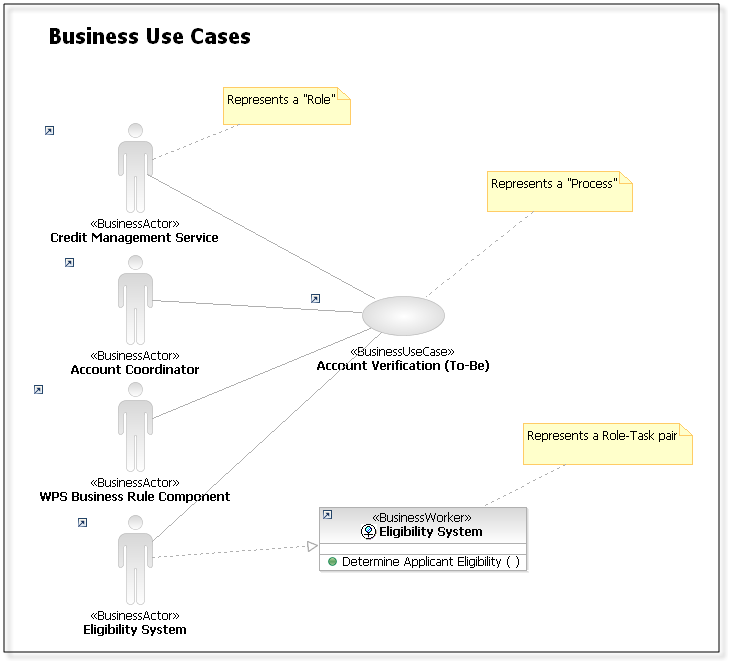 Business Use Cases
Represents a "Role"
Represents a "Process"
«BusinessActor»
Credit Management Service
«BusinessActor»
Account Coordinator
«BusinessUseCase»
Account Verification (To-Be)
Represents a Role-Task pair
«BusinessActor»
WPS Business Rule Component
«BusinessWorker»
Eligibility System
Determine Applicant Eligibility ( )
«BusinessActor»
Eligibility System